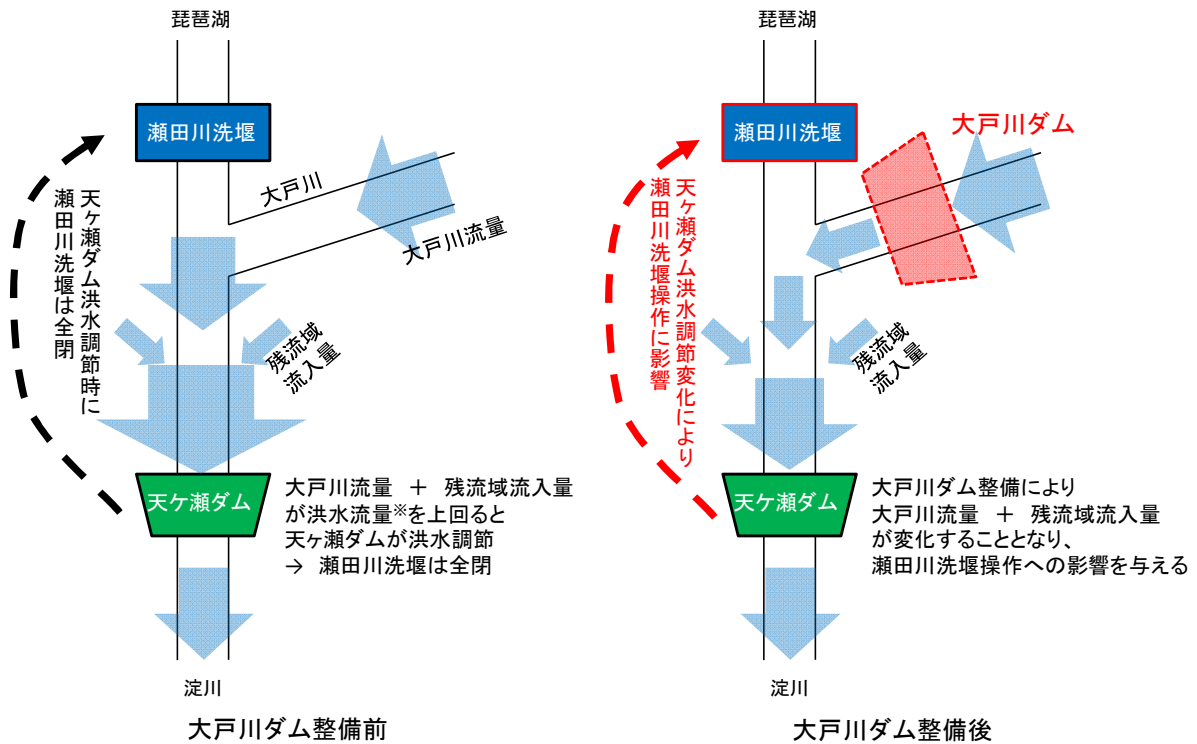 琵琶湖
瀬田川洗堰
大戸川
大戸川流量
天ヶ瀬ダム洪水調節時に
瀬田川洗堰は全閉
残流域
流入量
天ケ瀬ダム
大戸川流量 + 残流域流入量
が洪水流量※を上回ると
天ヶ瀬ダムが洪水調節
→ 瀬田川洗堰は全閉
淀川
大戸川ダム整備前
琵琶湖
瀬田川洗堰
大戸川ダム
天ヶ瀬ダム洪水調節変化により
瀬田川洗堰操作に影響
残流域
流入量
天ケ瀬ダム
大戸川ダム整備により
大戸川流量 + 残流域流入量
が変化することとなり、
瀬田川洗堰操作への影響を与える
淀川
大戸川ダム整備後